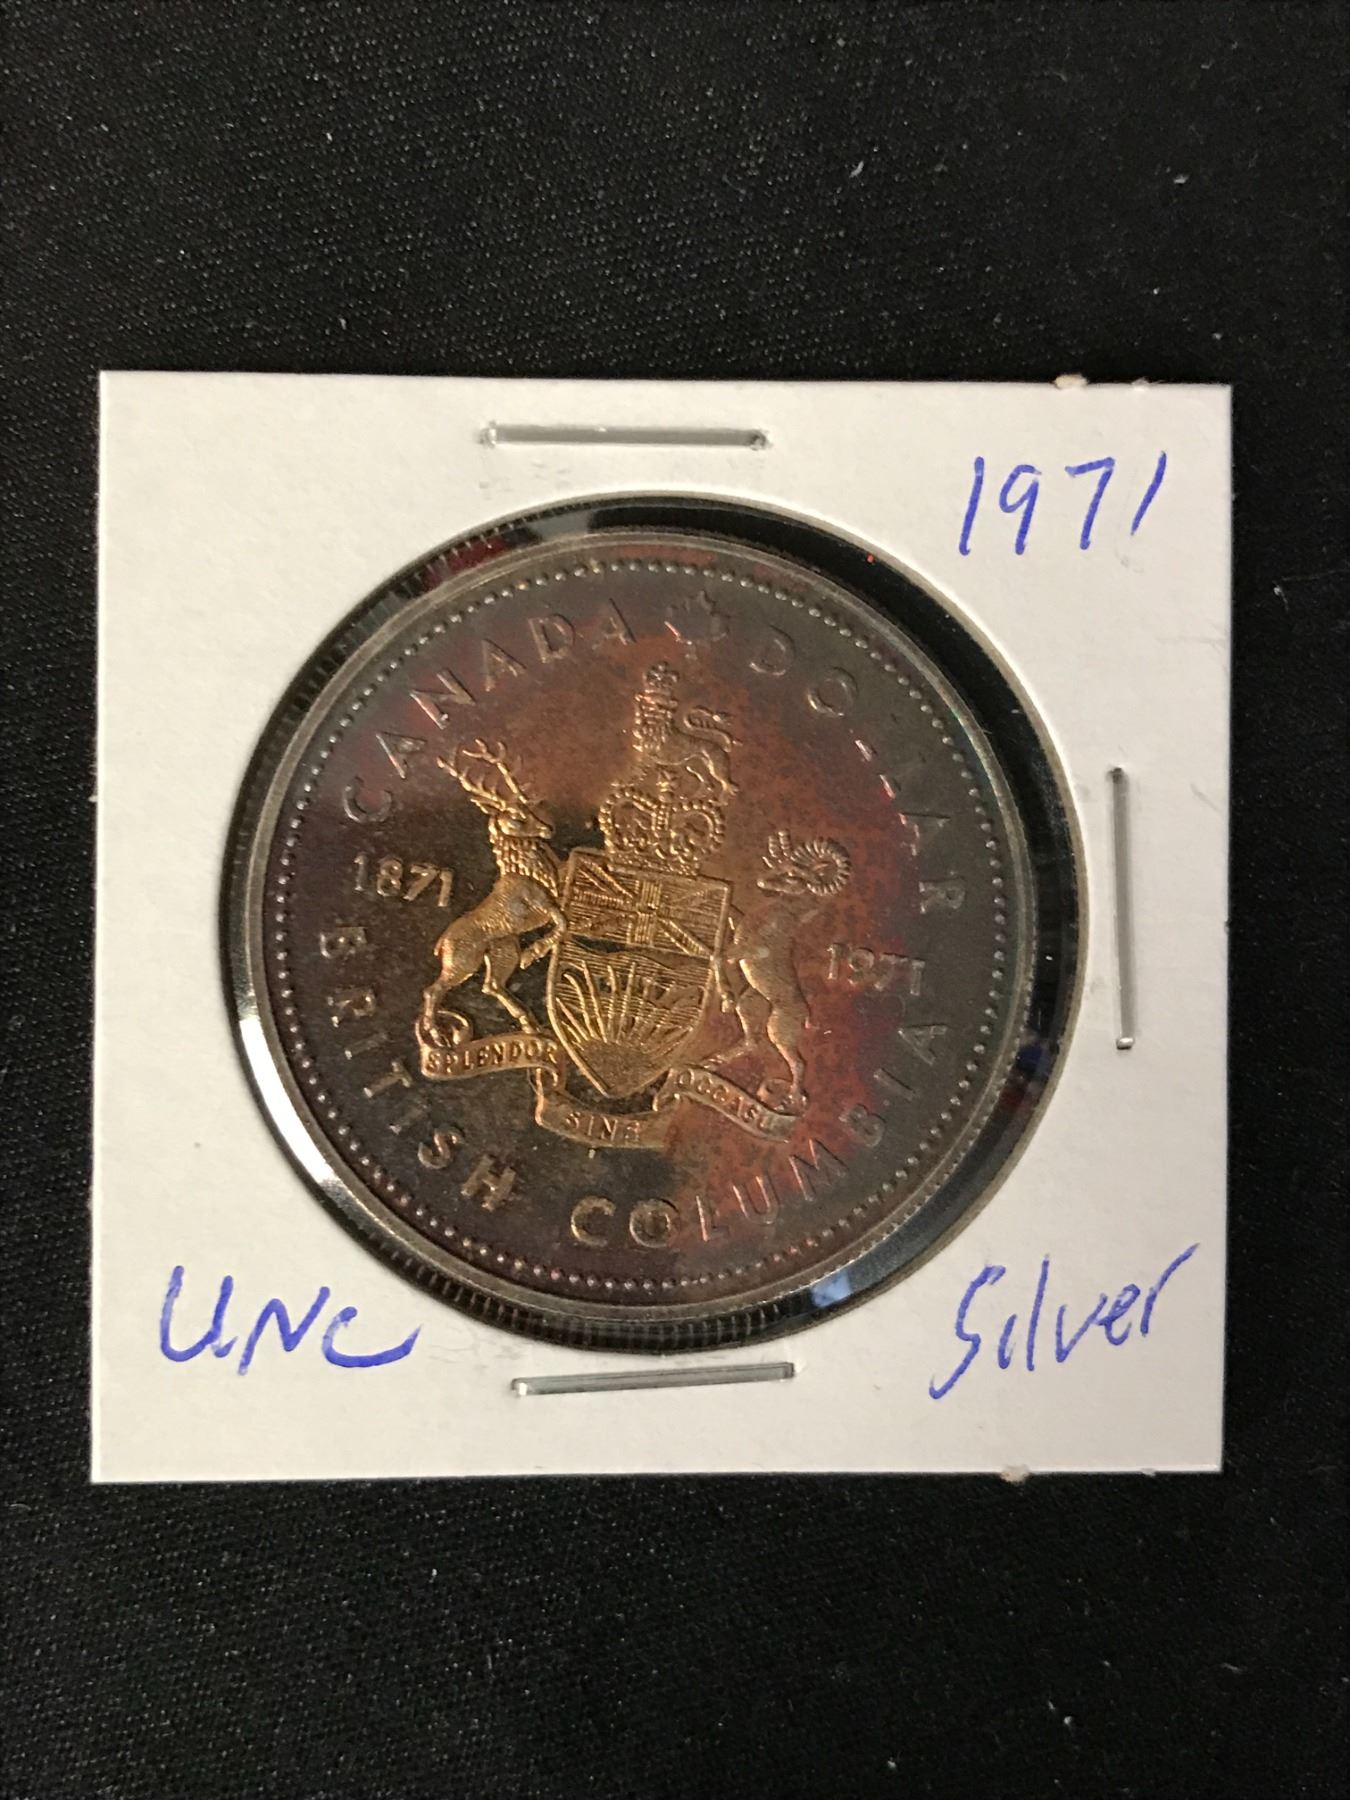 1971
CANADA DOLLAR
1871
1971
SPLENDOR SINE OCCASU
BRITISH COLUMBIA
UNC
Silver